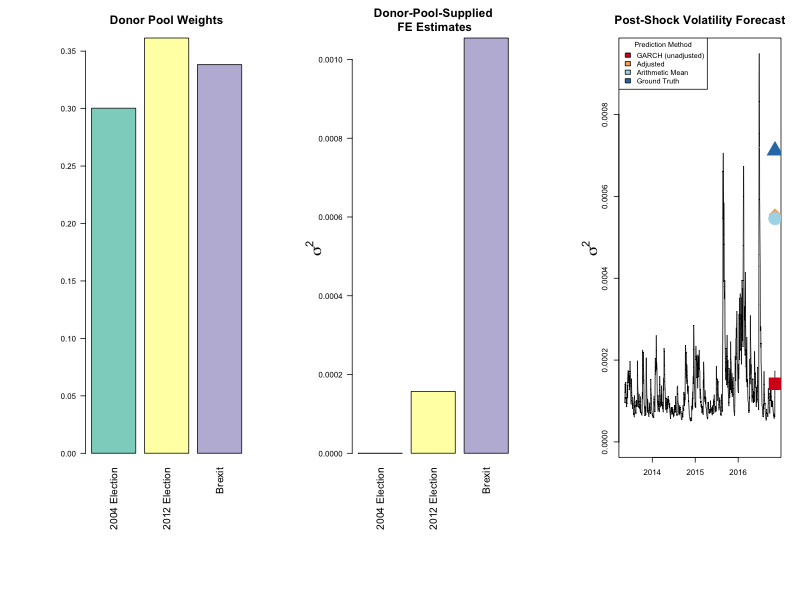 Donor Pool Weights
0.35
0.30
0.25
0.20
0.15
0.10
0.05
0.00
2004 Election
2012 Election
Brexit
Donor-Pool-Supplied
FE Estimates
σ2
0.0010
0.0008
0.0006
0.0004
0.0002
0.0000
2004 Election
2012 Election
Brexit
Post-Shock Volatility Forecast
Prediction Method
GARCH (unadjusted)
Adjusted
Arithmetic Mean
Ground Truth
σ2
0.0008
0.0006
0.0004
0.0002
0.0000
2014
2015
2016